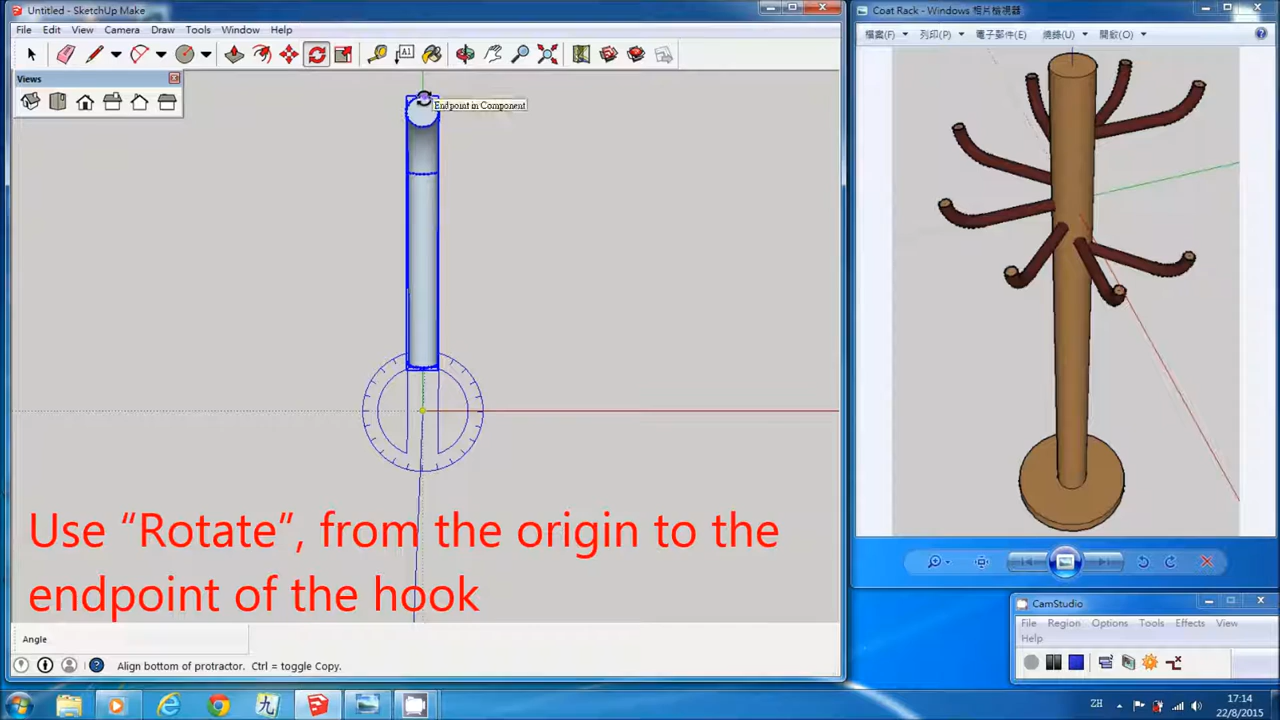 Untitled - SketchUp Make
File Edit View Camera Draw Tools Window Help
Views
Endpoint in Component
Use “Rotate”, from the origin to the
endpoint of the hook
Angle
Align bottom of protractor. Ctrl = toggle Copy.
Coat Rack - Windows 相片檢視器
檔案(F) 列印(P) 電子郵件(E) 燒錄(U) 開啟(O)
CamStudio
File Region Options Tools Effects View
Help
ZH
17:14
22/8/2015
A1
九